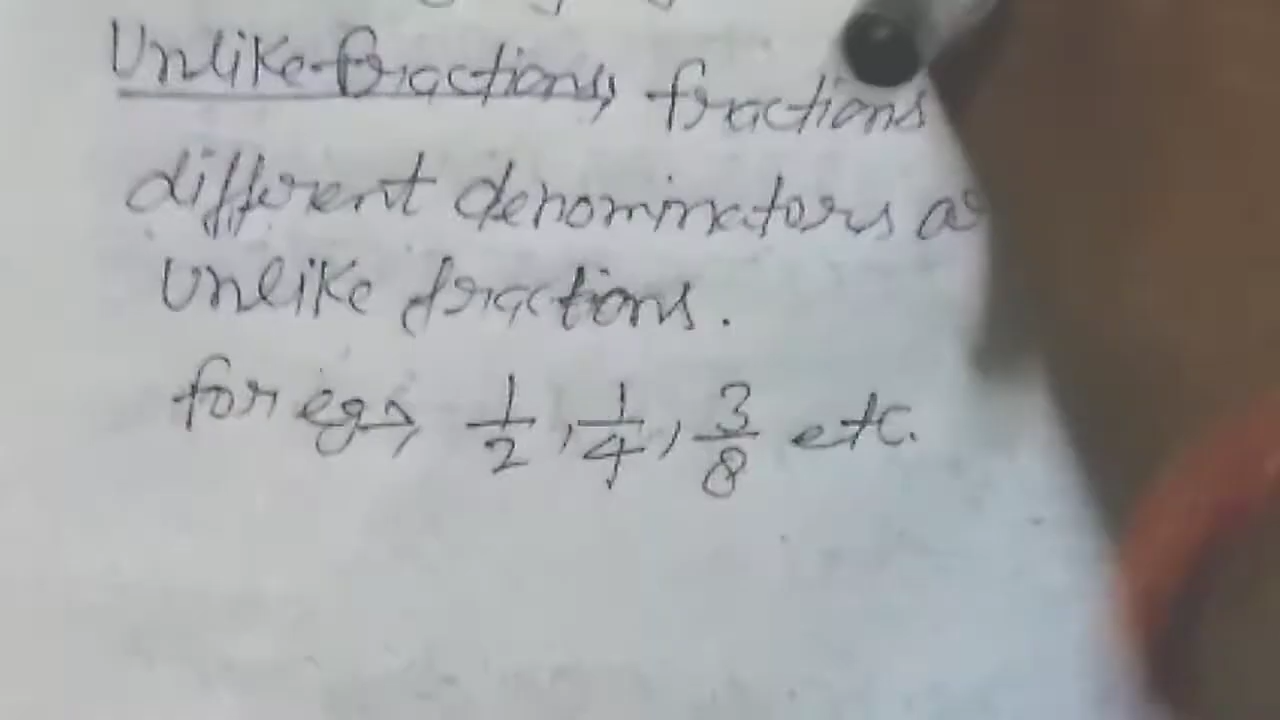 Unlike fractions, fractions
different denominators
Unlike fractions.
for eg→ 1/2, 1/4, 3/8 etc.